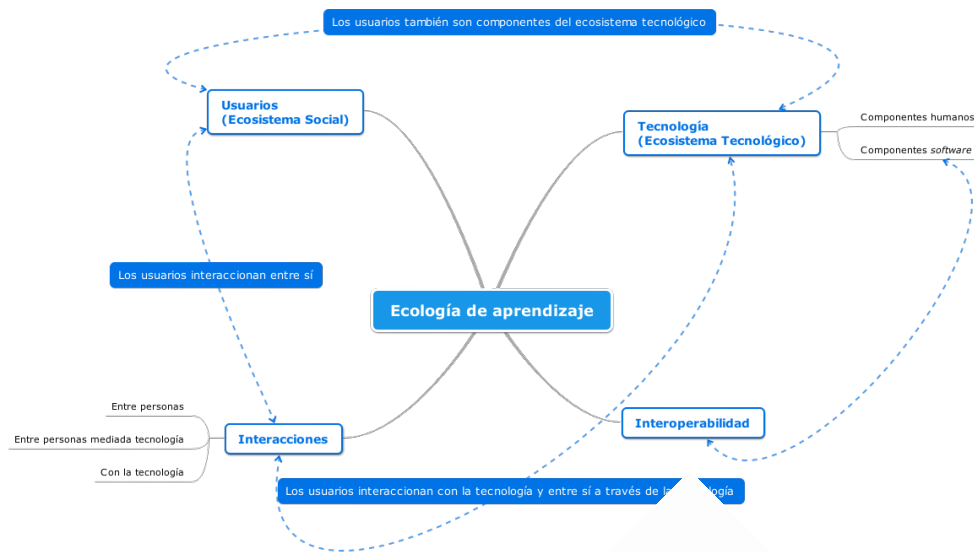 Los usuarios también son componentes del ecosistema tecnológico
Usuarios
(Ecosistema Social)
Tecnología
(Ecosistema Tecnológico)
Componentes humanos
Componentes software
Los usuarios interaccionan entre sí
Ecología de aprendizaje
Entre personas
Entre personas mediada tecnología
Con la tecnología
Interacciones
Interoperabilidad
Los usuarios interaccionan con la tecnología y entre sí a través de